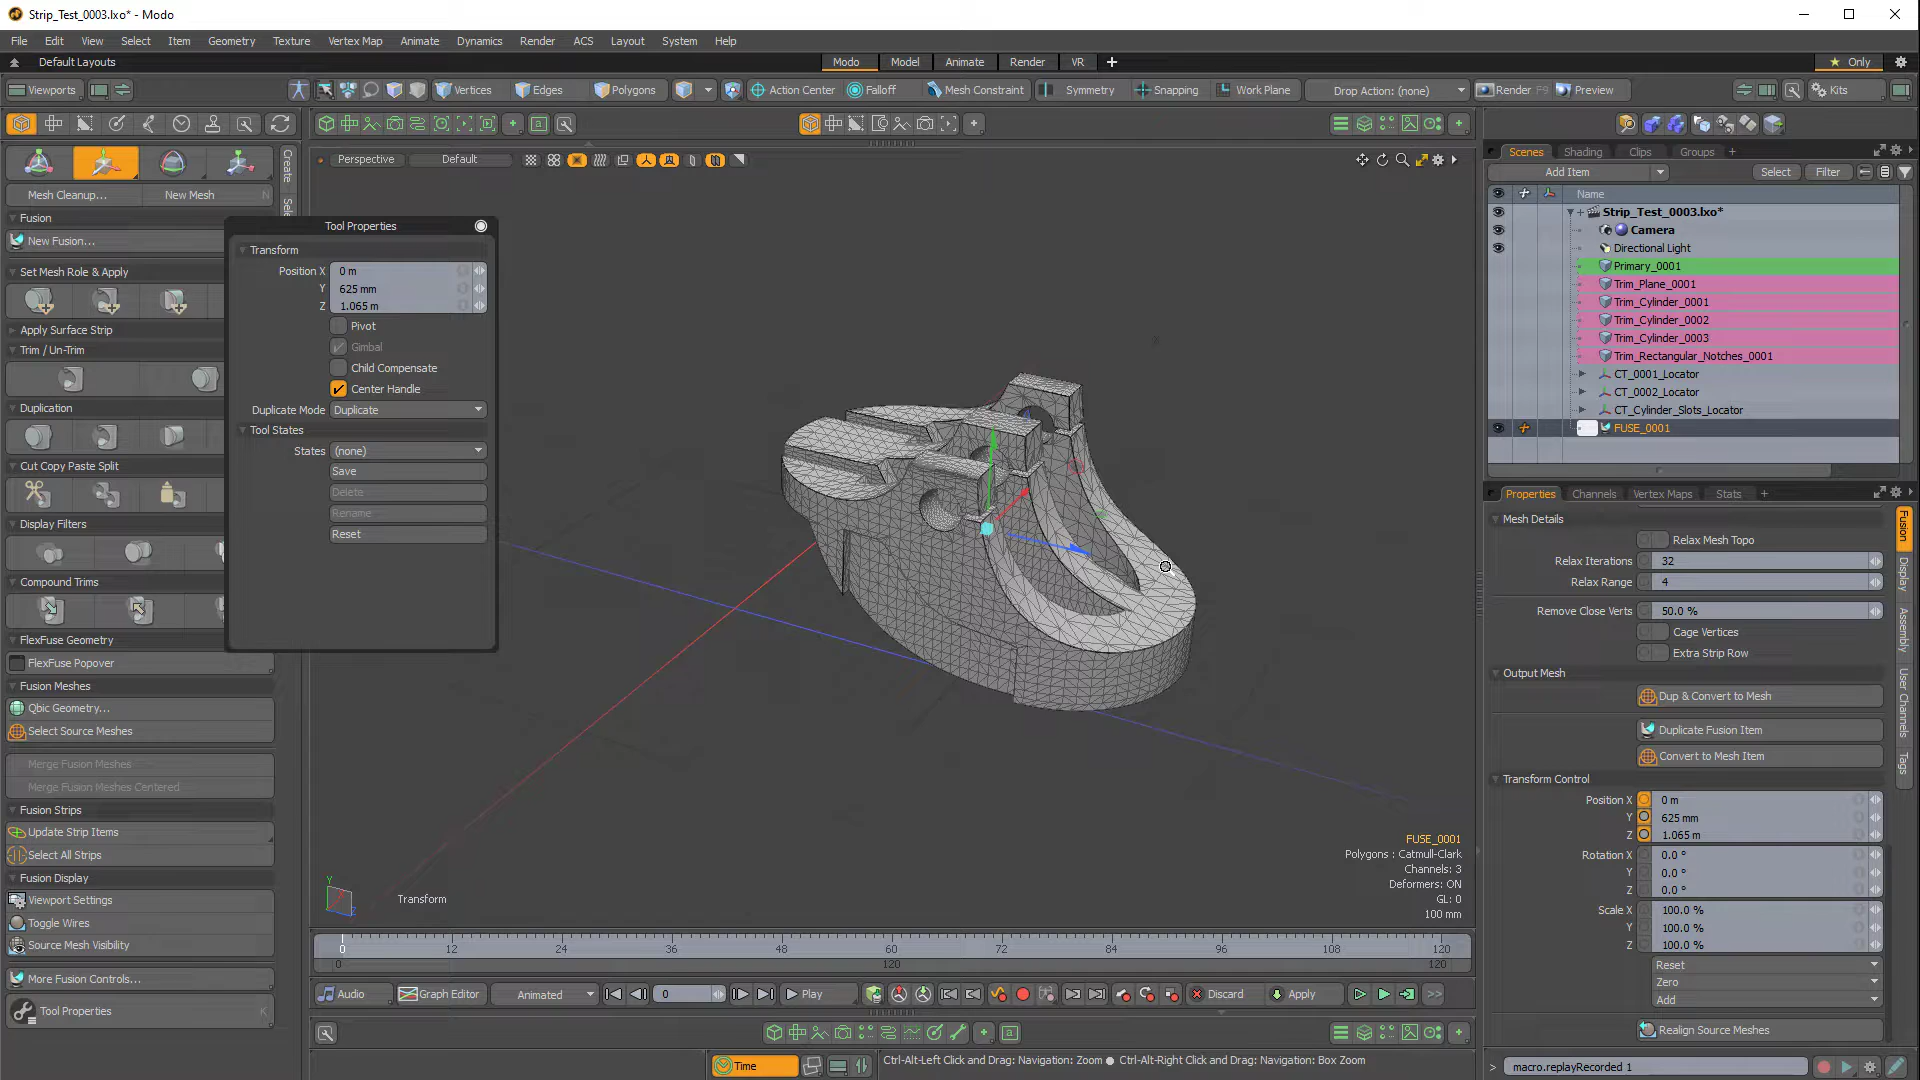 Strip_Test_0003.lxo* - Modo
File Edit View Select Item Geometry Texture Vertex Map Animate Dynamics Render ACS Layout System Help
Default Layouts Modo Model Animate Render VR Only
Viewports Vertices Edges Polygons Action Center Falloff Mesh Constraint Symmetry Snapping Work Plane Drop Action: (none) Render F9 Preview Kits
Perspective Default
Scenes Shading Clips Groups
Add Item Select Filter
Name
Strip_Test_0003.lxo*
Camera
Directional Light
Primary_0001
Trim_Plane_0001
Trim_Cylinder_0001
Trim_Cylinder_0002
Trim_Cylinder_0003
Trim_Rectangular_Notches_0001
CT_0001_Locator
CT_0002_Locator
CT_Cylinder_Slots_Locator
FUSE_0001
Create
Mesh Cleanup... New Mesh N
Fusion
New Fusion...
Set Mesh Role & Apply
Apply Surface Strip
Trim / Un-Trim
Duplication
Cut Copy Paste Split
Display Filters
Compound Trims
FlexFuse Geometry
FlexFuse Popover
Fusion Meshes
Qbic Geometry...
Select Source Meshes
Merge Fusion Meshes
Merge Fusion Meshes Centered
Fusion Strips
Update Strip Items
Select All Strips
Fusion Display
Viewport Settings
Toggle Wires
Source Mesh Visibility
More Fusion Controls...
Tool Properties K
Tool Properties
Transform
Position X 0 m
Y 625 mm
Z 1.065 m
Pivot
Gimbal
Child Compensate
Center Handle
Duplicate Mode Duplicate
Tool States
States (none)
Save
Delete
Rename
Reset
FUSE_0001
Polygons : Catmull-Clark
Channels: 3
Deformers: ON
GL: 0
100 mm
Y
Transform
Properties Channels Vertex Maps Stats
Mesh Details
Relax Mesh Topo
Relax Iterations 32
Relax Range 4
Remove Close Verts 50.0 %
Cage Vertices
Extra Strip Row
Output Mesh
Dup & Convert to Mesh
Duplicate Fusion Item
Convert to Mesh Item
Transform Control
Position X 0 m
Y 625 mm
Z 1.065 m
Rotation X 0.0 °
Y 0.0 °
Z 0.0 °
Scale X 100.0 %
Y 100.0 %
Z 100.0 %
Reset
Zero
Add
Realign Source Meshes
Fusion
Display
Assembly
User Channels
Tags
0 12 24 36 48 60 72 84 96 108 120
0 120 120
Audio Graph Editor Animated 0 Play Discard Apply
Time Ctrl-Alt-Left Click and Drag: Navigation: Zoom ● Ctrl-Alt-Right Click and Drag: Navigation: Box Zoom
> macro.replayRecorded 1